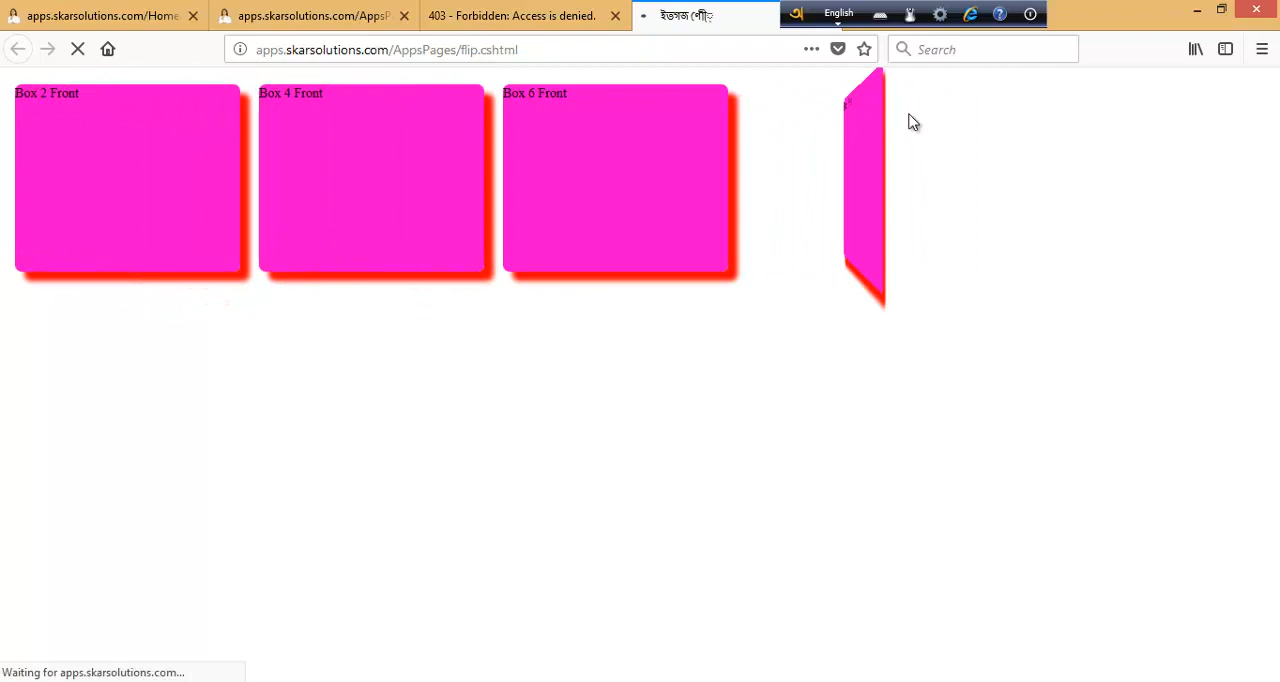 apps.skarsolutions.com/Home
apps.skarsolutions.com/AppsP
403 - Forbidden: Access is denied.
English
apps.skarsolutions.com/AppsPages/flip.cshtml
Search
Box 2 Front
Box 4 Front
Box 6 Front
Waiting for apps.skarsolutions.com...